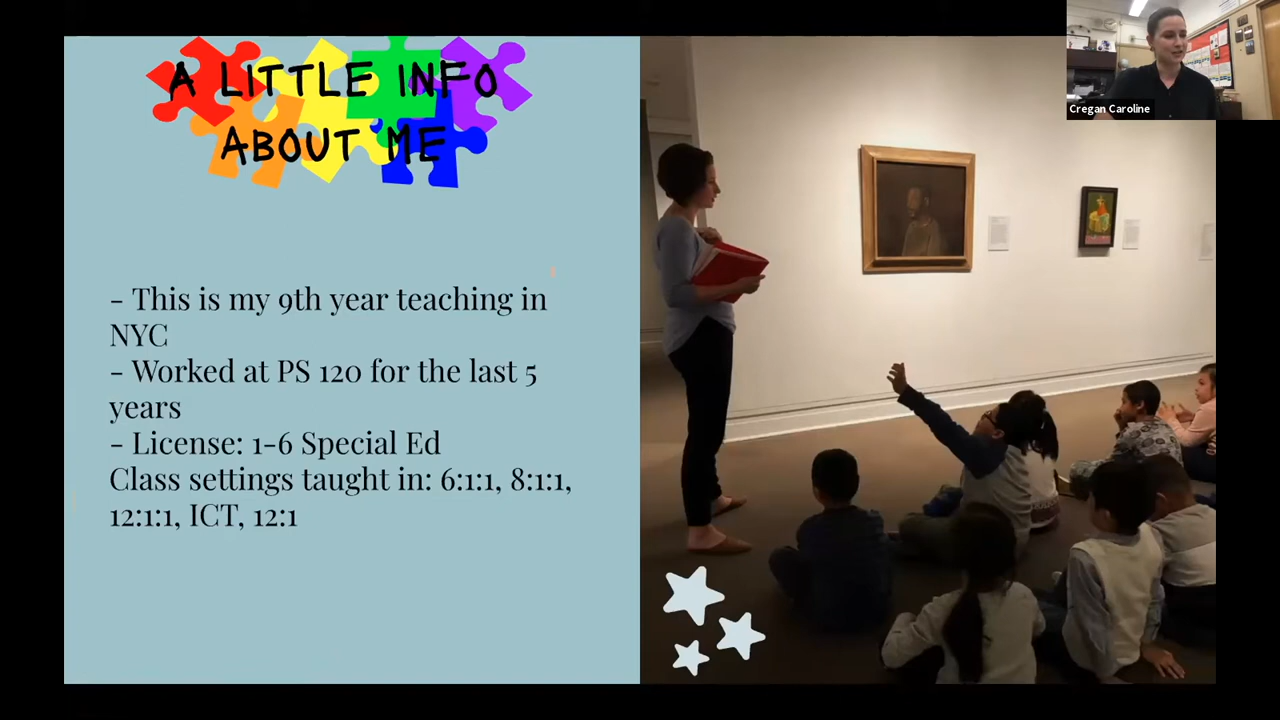 A LITTLE INFO
ABOUT ME
- This is my 9th year teaching in
NYC
- Worked at PS 120 for the last 5
years
- License: 1-6 Special Ed
Class settings taught in: 6:1:1, 8:1:1,
12:1:1, ICT, 12:1
Cregan Caroline